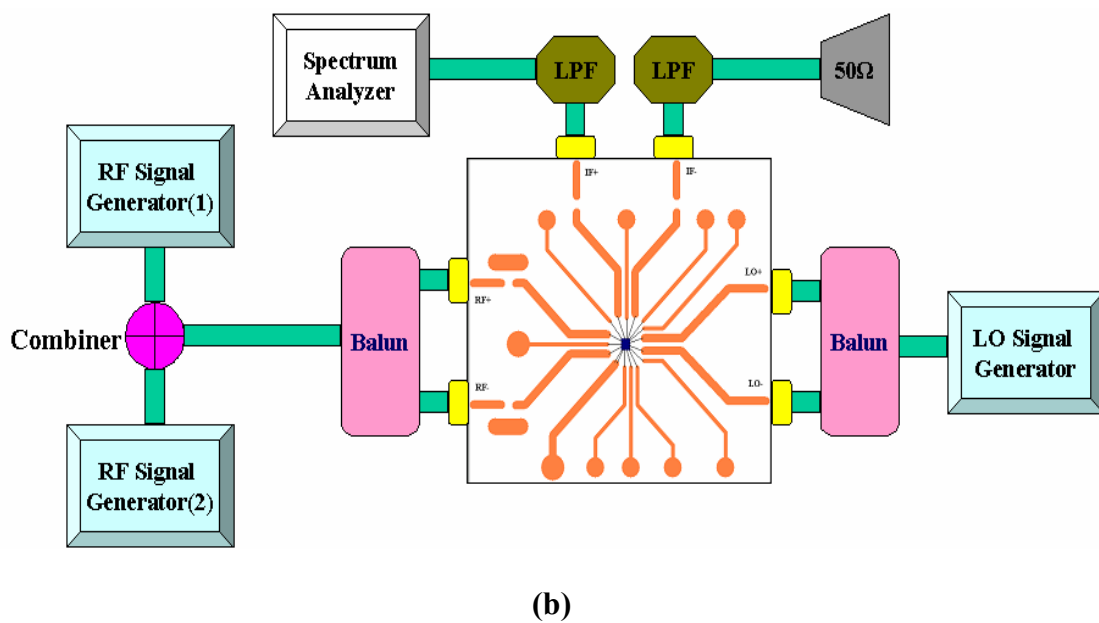 Spectrum
Analyzer
LPF
LPF
50Ω
RF Signal
Generator(1)
IF+
IF-
RF+
LO+
Combiner
Balun
Balun
LO Signal
Generator
RF-
LO-
RF Signal
Generator(2)
(b)